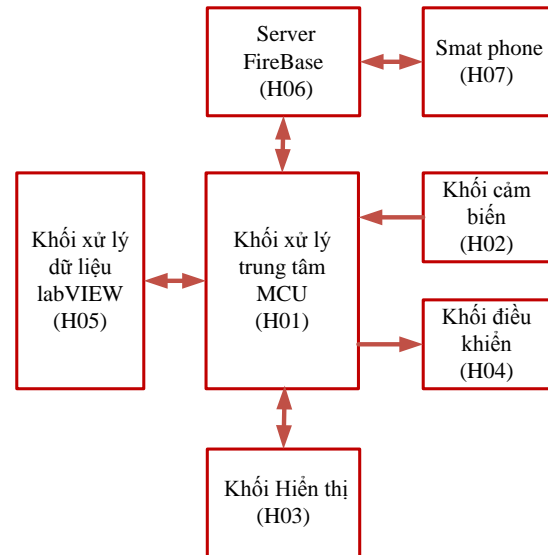 Server
FireBase
(H06)
Smat phone
(H07)
Khối xử lý
dữ liệu
labVIEW
(H05)
Khối xử lý
trung tâm
MCU
(H01)
Khối cảm
biến
(H02)
Khối điều
khiển
(H04)
Khối Hiển thị
(H03)